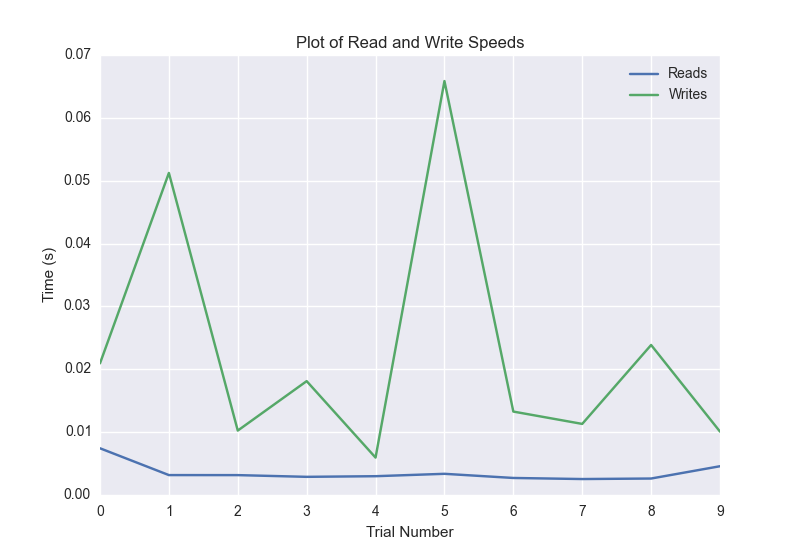 Plot of Read and Write Speeds
0.07
0.06
0.05
0.04
0.03
0.02
0.01
0.00
Time (s)
Reads
Writes
0 1 2 3 4 5 6 7 8 9
Trial Number